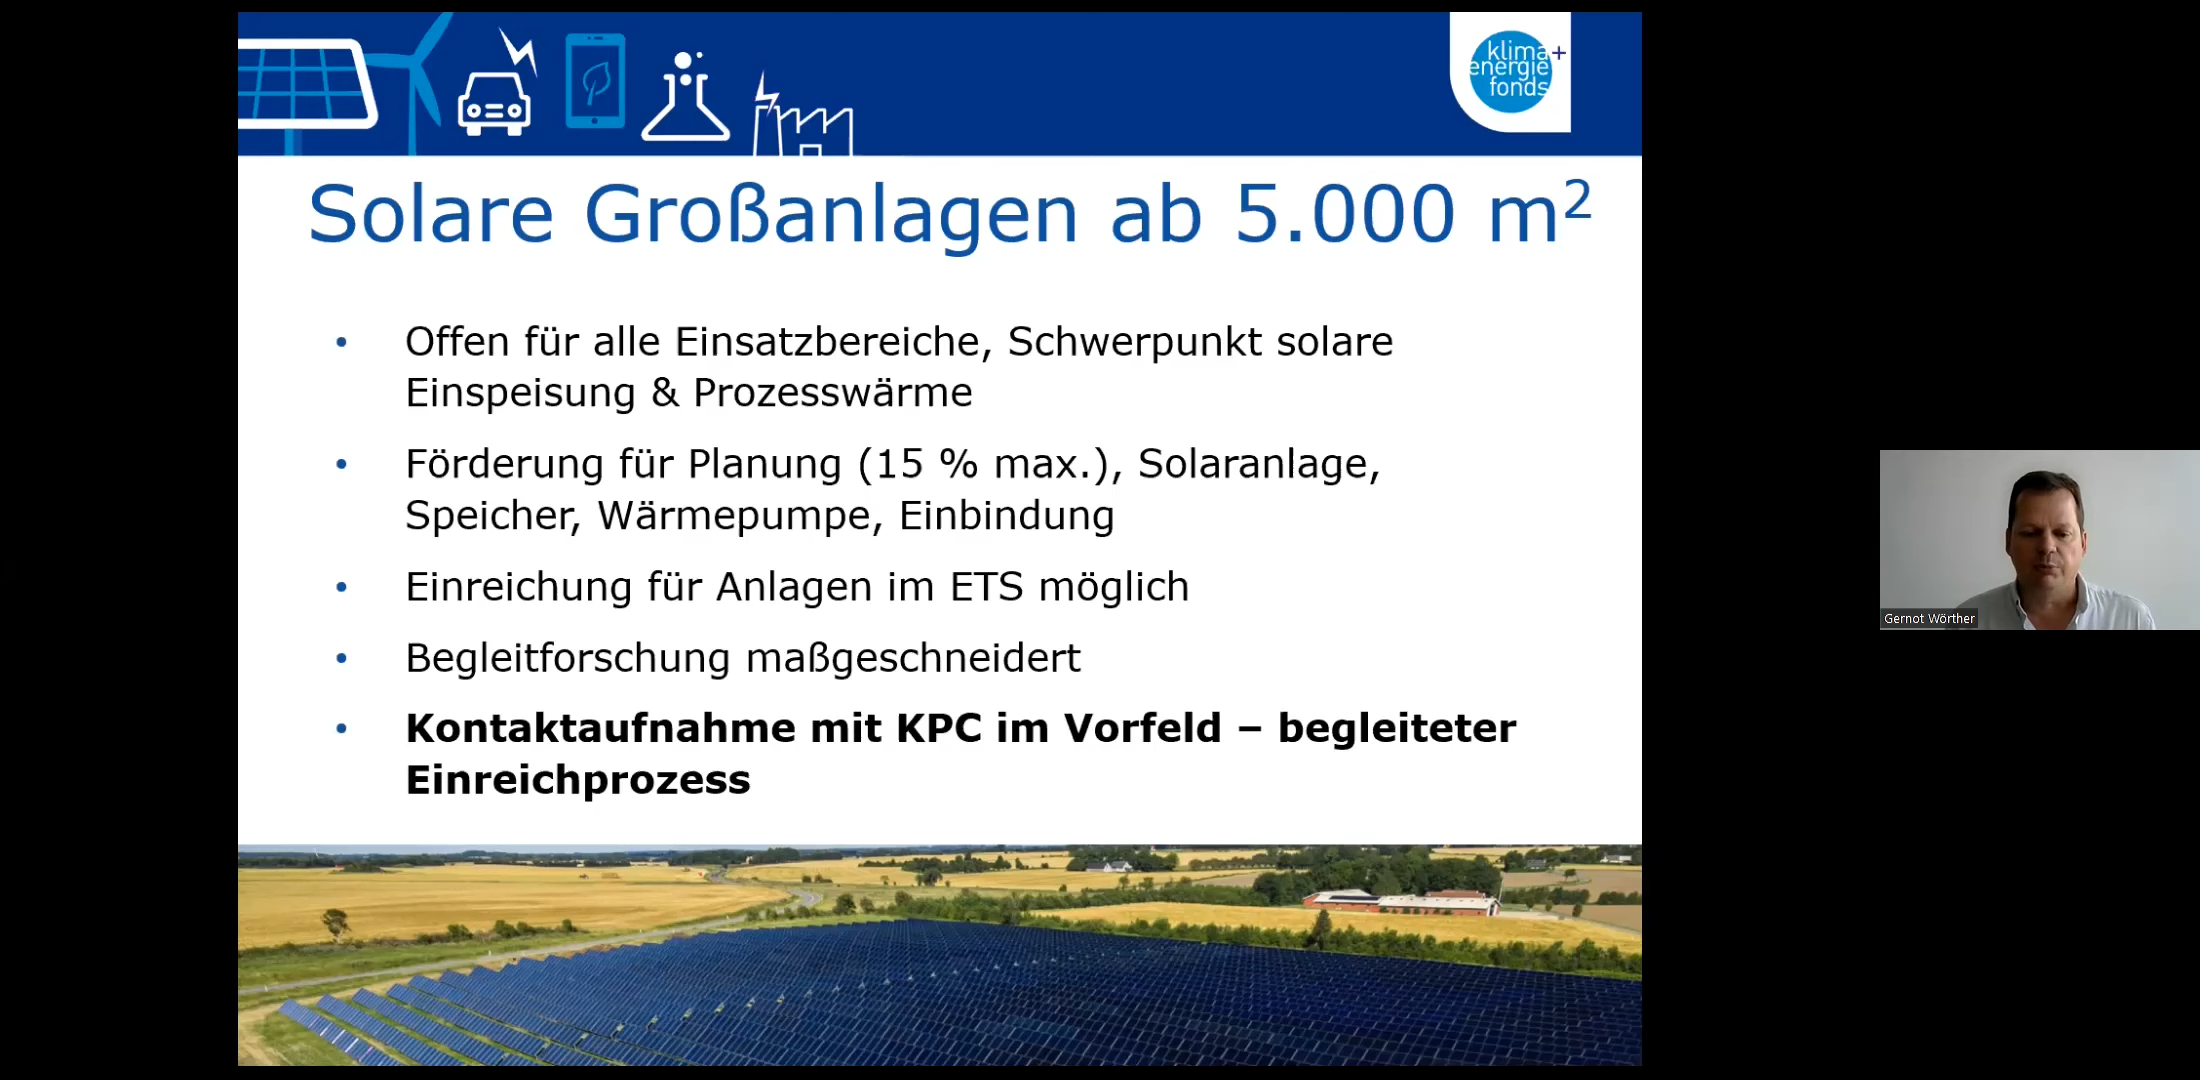 klima+
energie
fonds
Solare Großanlagen ab 5.000 m²
• Offen für alle Einsatzbereiche, Schwerpunkt solare
Einspeisung & Prozesswärme
• Förderung für Planung (15 % max.), Solaranlage,
Speicher, Wärmepumpe, Einbindung
• Einreichung für Anlagen im ETS möglich
• Begleitforschung maßgeschneidert
• Kontaktaufnahme mit KPC im Vorfeld – begleiteter
Einreichprozess
Gernot Wörther